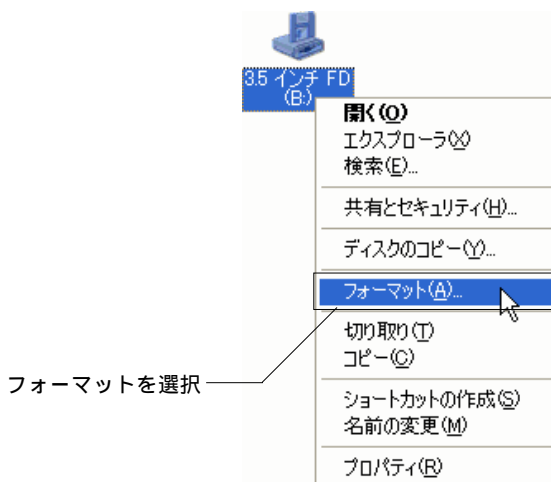 3.5 インチ FD
(B:)
開く(O)
エクスプローラ(X)
検索(E)...
共有とセキュリティ(H)...
ディスクのコピー(Y)...
フォーマット(A)...
切り取り(T)
コピー(C)
フォーマットを選択
ショートカットの作成(S)
名前の変更(M)
プロパティ(R)